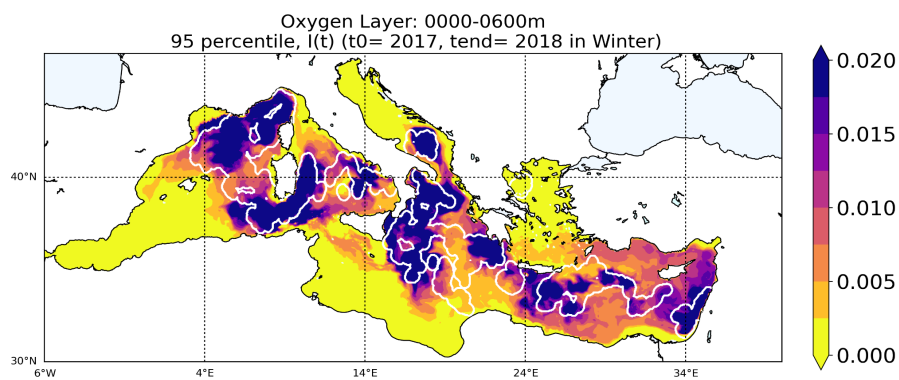 Oxygen Layer: 0000-0600m
95 percentile, I(t) (t0= 2017, tend= 2018 in Winter)
0.020
0.015
0.010
0.005
0.000
40°N
30°N
6°W 4°E 14°E 24°E 34°E